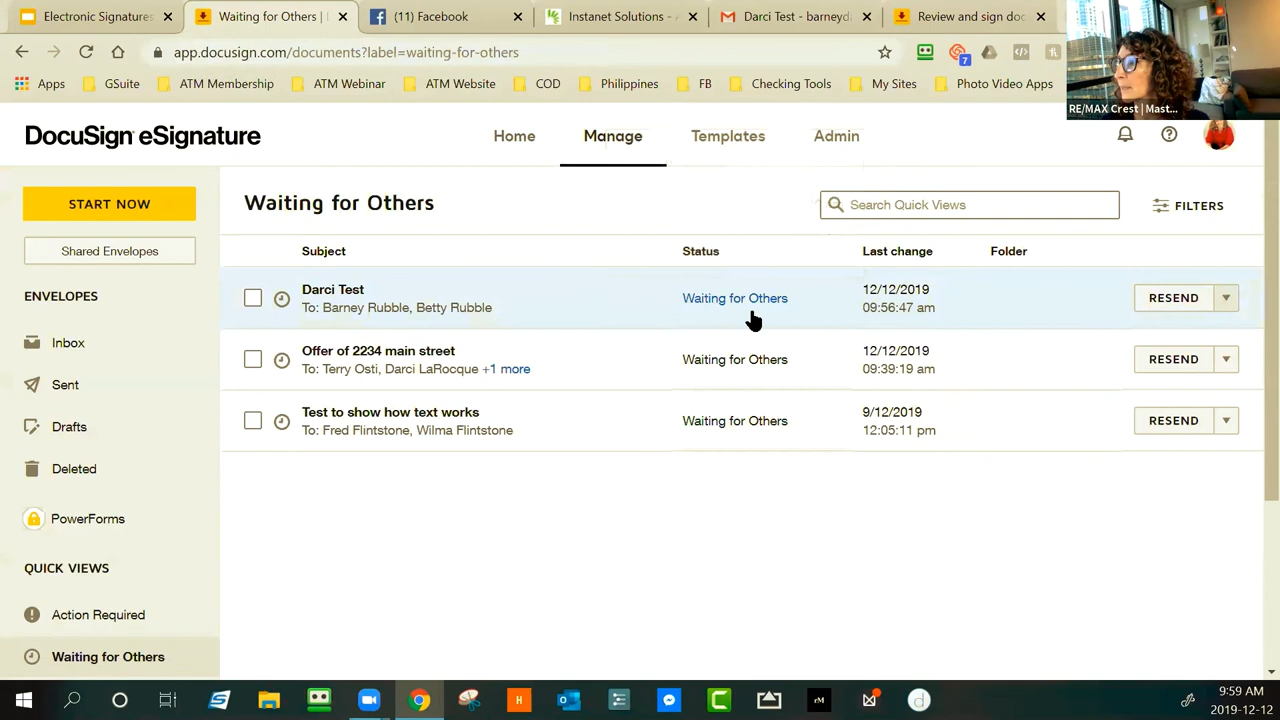 Electronic Signatures
Waiting for Others |
(11) Facebook
Instanet Solutions - A
Darci Test - barneyd
Review and sign doc
app.docusign.com/documents?label=waiting-for-others
7
Apps
GSuite
ATM Membership
ATM Webs
ATM Website
COD
Philippines
FB
Checking Tools
My Sites
Photo Video Apps
RE/MAX Crest | Mast...
DocuSign eSignature
Home
Manage
Templates
Admin
START NOW
Shared Envelopes
ENVELOPES
Inbox
Sent
Drafts
Deleted
PowerForms
QUICK VIEWS
Action Required
Waiting for Others
Waiting for Others
Search Quick Views
FILTERS
Subject
Status
Last change
Folder
Darci Test
To: Barney Rubble, Betty Rubble
Waiting for Others
12/12/2019
09:56:47 am
RESEND
Offer of 2234 main street
To: Terry Osti, Darci LaRocque +1 more
Waiting for Others
12/12/2019
09:39:19 am
RESEND
Test to show how text works
To: Fred Flintstone, Wilma Flintstone
Waiting for Others
9/12/2019
12:05:11 pm
RESEND
H
rM
d
9:59 AM
2019-12-12